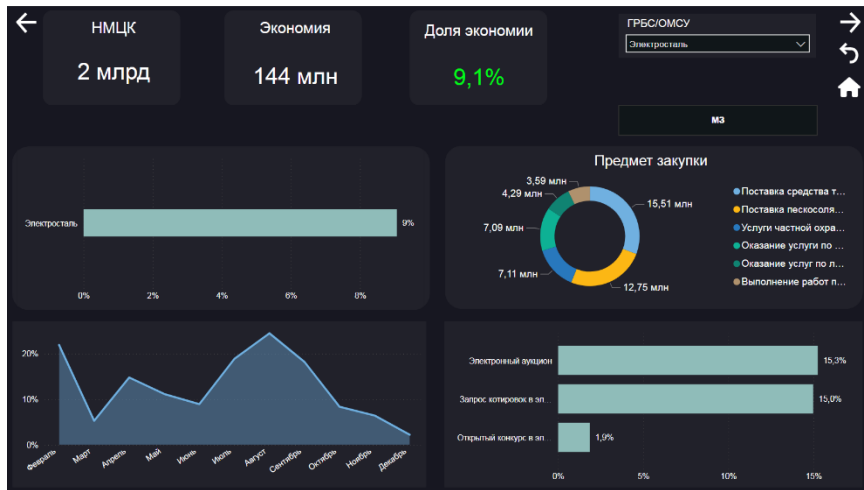 НМЦК
2 млрд
Экономия
144 млн
Доля экономии
9,1%
ГРБС/ОМСУ
Электросталь
МЗ
Электросталь
9%
0%
2%
4%
6%
8%
Предмет закупки
3,59 млн
4,29 млн
7,09 млн
7,11 млн
15,51 млн
12,75 млн
Поставка средства т...
Поставка пескосоля...
Услуги частной охра...
Оказание услуги по ...
Оказание услуг по л...
Выполнение работ п...
20%
10%
0%
Февраль
Март
Апрель
Май
Июнь
Июль
Август
Сентябрь
Октябрь
Ноябрь
Декабрь
Электронный аукцион
15,3%
Запрос котировок в эл...
15,0%
Открытый конкурс в эл...
1,9%
0%
5%
10%
15%